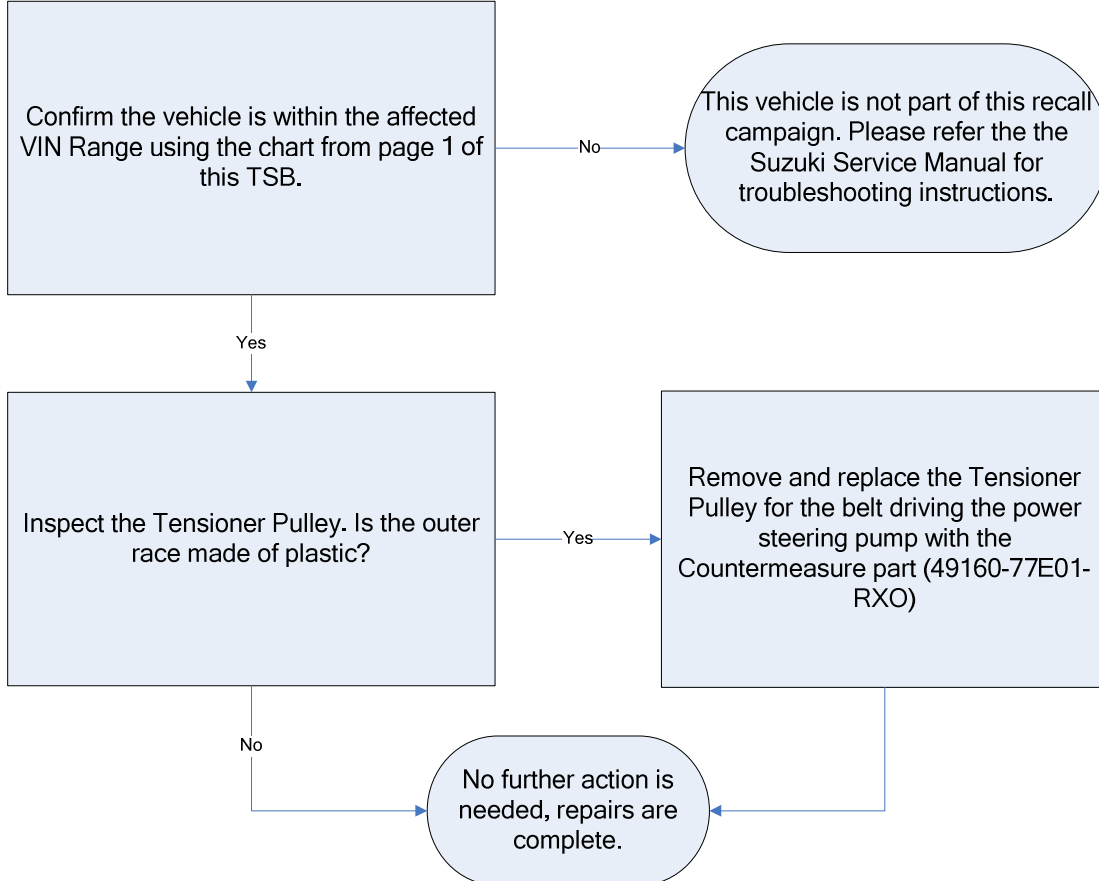 Confirm the vehicle is within the affected
VIN Range using the chart from page 1 of
this TSB.
No
This vehicle is not part of this recall
campaign. Please refer the the
Suzuki Service Manual for
troubleshooting instructions.
Yes
Inspect the Tensioner Pulley. Is the outer
race made of plastic?
Yes
Remove and replace the Tensioner
Pulley for the belt driving the power
steering pump with the
Countermeasure part (49160-77E01-
RXO)
No
No further action is
needed, repairs are
complete.